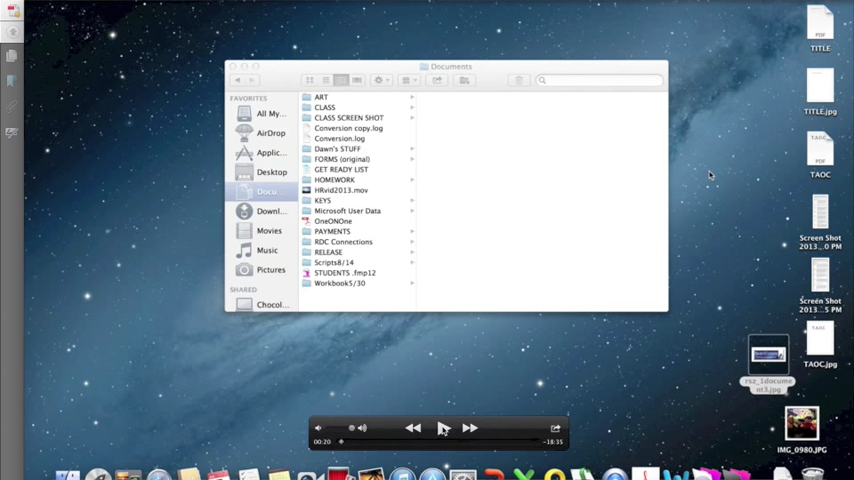 Documents
FAVORITES
All My...
AirDrop
Applic...
Desktop
Docu...
Downl...
Movies
Music
Pictures
SHARED
Chocol...
ART
CLASS
CLASS SCREEN SHOT
Conversion copy.log
Conversion.log
Dawn's STUFF
FORMS (original)
GET READY LIST
HOMEWORK
HRvid2013.mov
KEYS
Microsoft User Data
OneONOne
PAYMENTS
RDC Connections
RELEASE
Scripts8/14
STUDENTS .fmp12
Workbook5/30
PDF
TITLE
TITLE.jpg
TAOC
PDF
TAOC
Screen Shot
2013...0 PM
Screen Shot
2013...5 PM
TAOC
TAOC.jpg
rsz_1docume
nt3.jpg
IMG_0980.JPG
00:20
-18:35